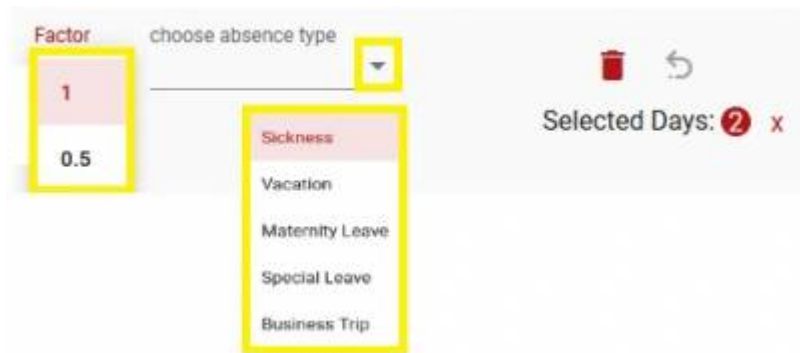 Factor
choose absence type
1
0.5
Selected Days: 2 x
Sickness
Vacation
Maternity Leave
Special Leave
Business Trip